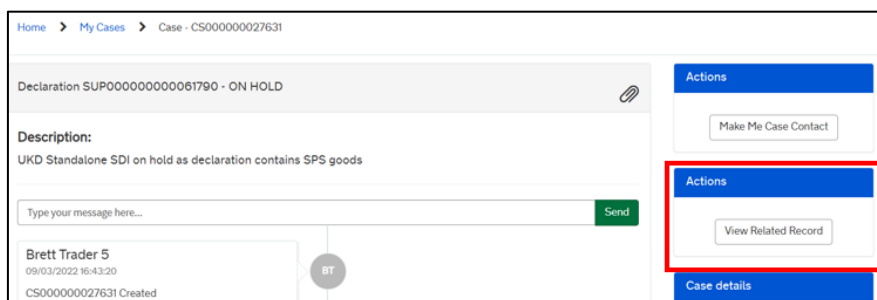 Home > My Cases > Case - CS000000027631
Declaration SUP000000000061790 - ON HOLD
Description:
UKD Standalone SDI on hold as declaration contains SPS goods
Type your message here...
Send
Brett Trader 5
09/03/2022 16:43:20
CS000000027631 Created
BT
Actions
Make Me Case Contact
Actions
View Related Record
Case details